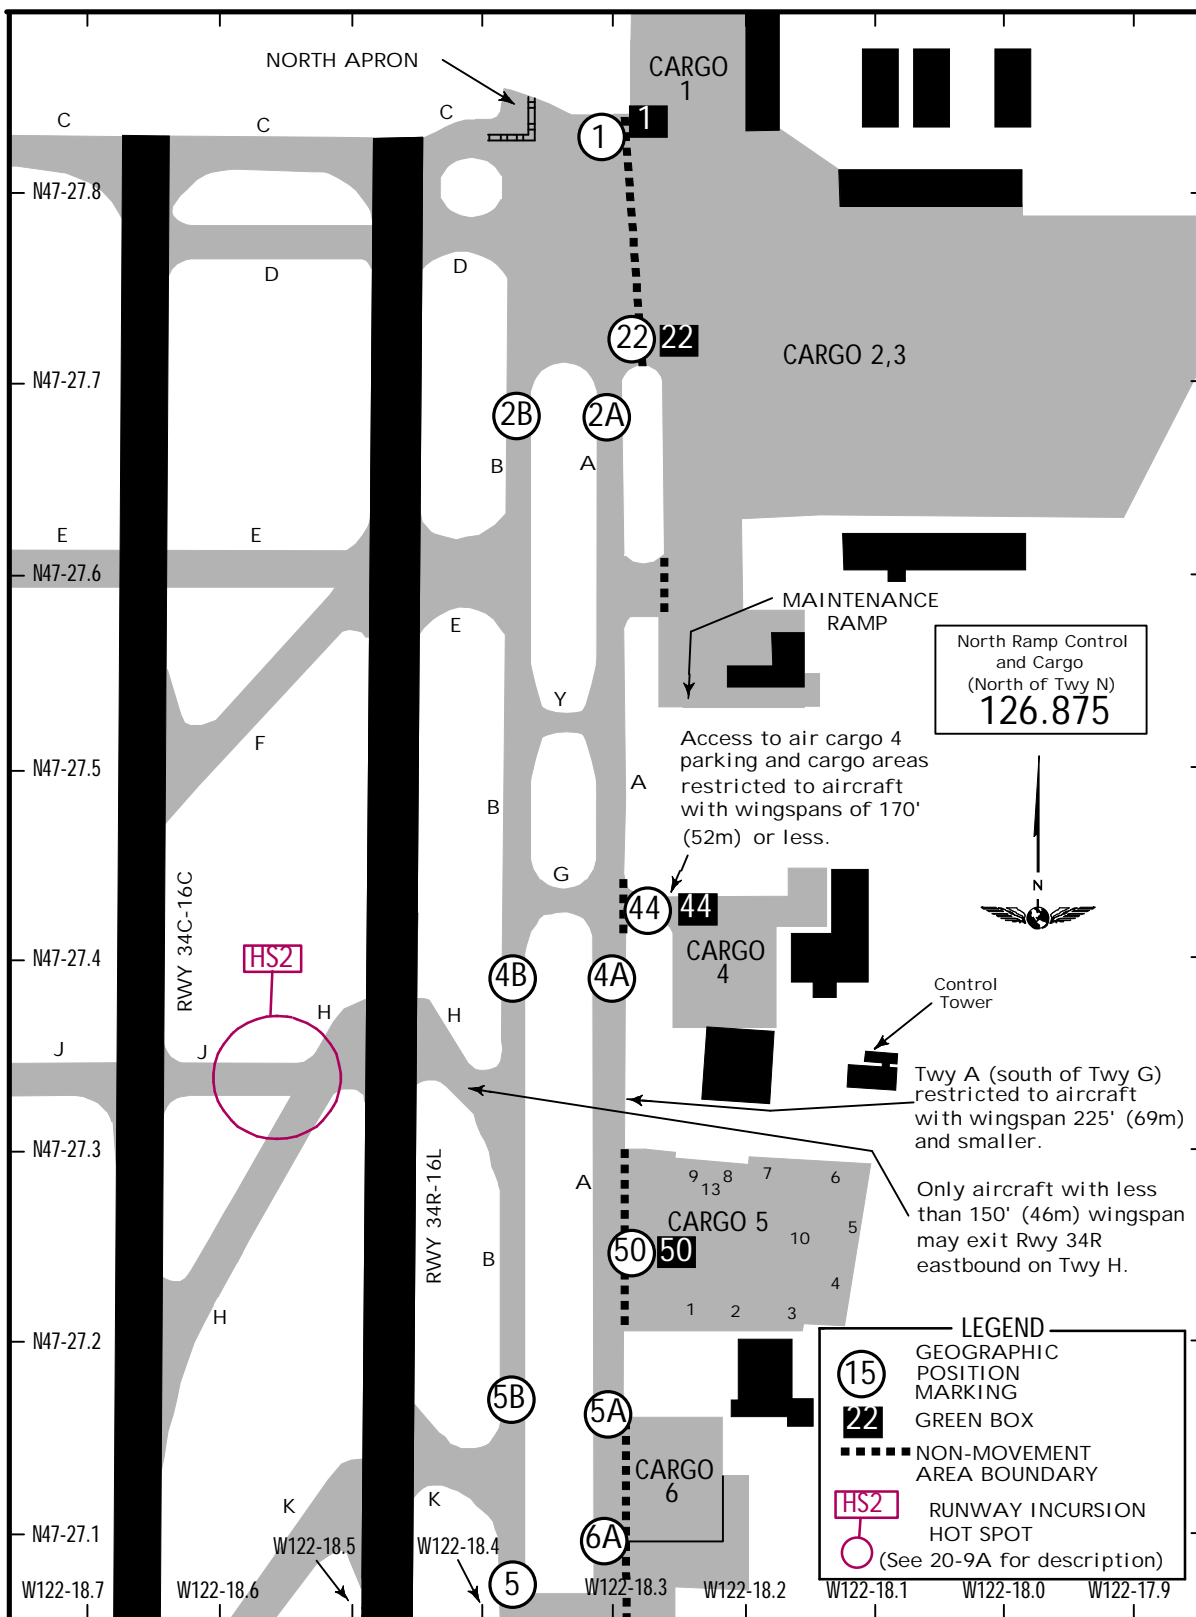 NORTH APRON
CARGO
1
C
C
C
1
1
N47-27.8
D
D
22
22
CARGO 2,3
N47-27.7
2B
2A
B
A
E
E
N47-27.6
E
MAINTENANCE
RAMP
North Ramp Control
and Cargo
(North of Twy N)
126.875
Y
F
Access to air cargo 4
parking and cargo areas
restricted to aircraft
with wingspans of 170'
(52m) or less.
N47-27.5
A
B
G
N
RWY 34C-16C
44
44
CARGO
4
HS2
N47-27.4
4B
4A
Control
Tower
H
H
J
J
Twy A (south of Twy G)
restricted to aircraft
with wingspan 225' (69m)
and smaller.
N47-27.3
RWY 34R-16L
A
9
13
8
7
6
CARGO 5
5
10
Only aircraft with less
than 150' (46m) wingspan
may exit Rwy 34R
eastbound on Twy H.
50
50
B
4
H
1
2
3
N47-27.2
LEGEND
15
GEOGRAPHIC
POSITION
MARKING
22
GREEN BOX
NON-MOVEMENT
AREA BOUNDARY
HS2
RUNWAY INCURSION
HOT SPOT
(See 20-9A for description)
5B
5A
CARGO
6
K
K
N47-27.1
6A
W122-18.5
W122-18.4
5
W122-18.7
W122-18.6
W122-18.3
W122-18.2
W122-18.1
W122-18.0
W122-17.9